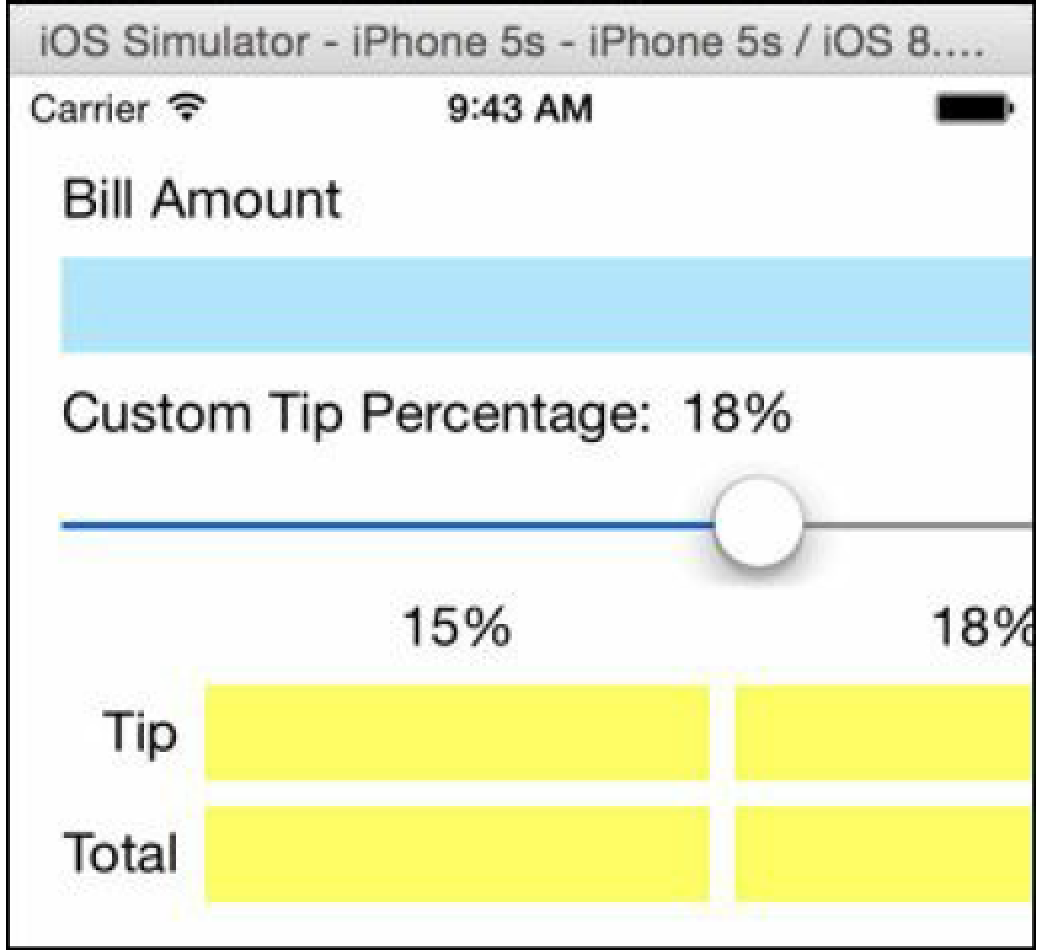 iOS Simulator - iPhone 5s - iPhone 5s / iOS 8....
Carrier 9:43 AM
Bill Amount
Custom Tip Percentage: 18%
15% 18%
Tip
Total